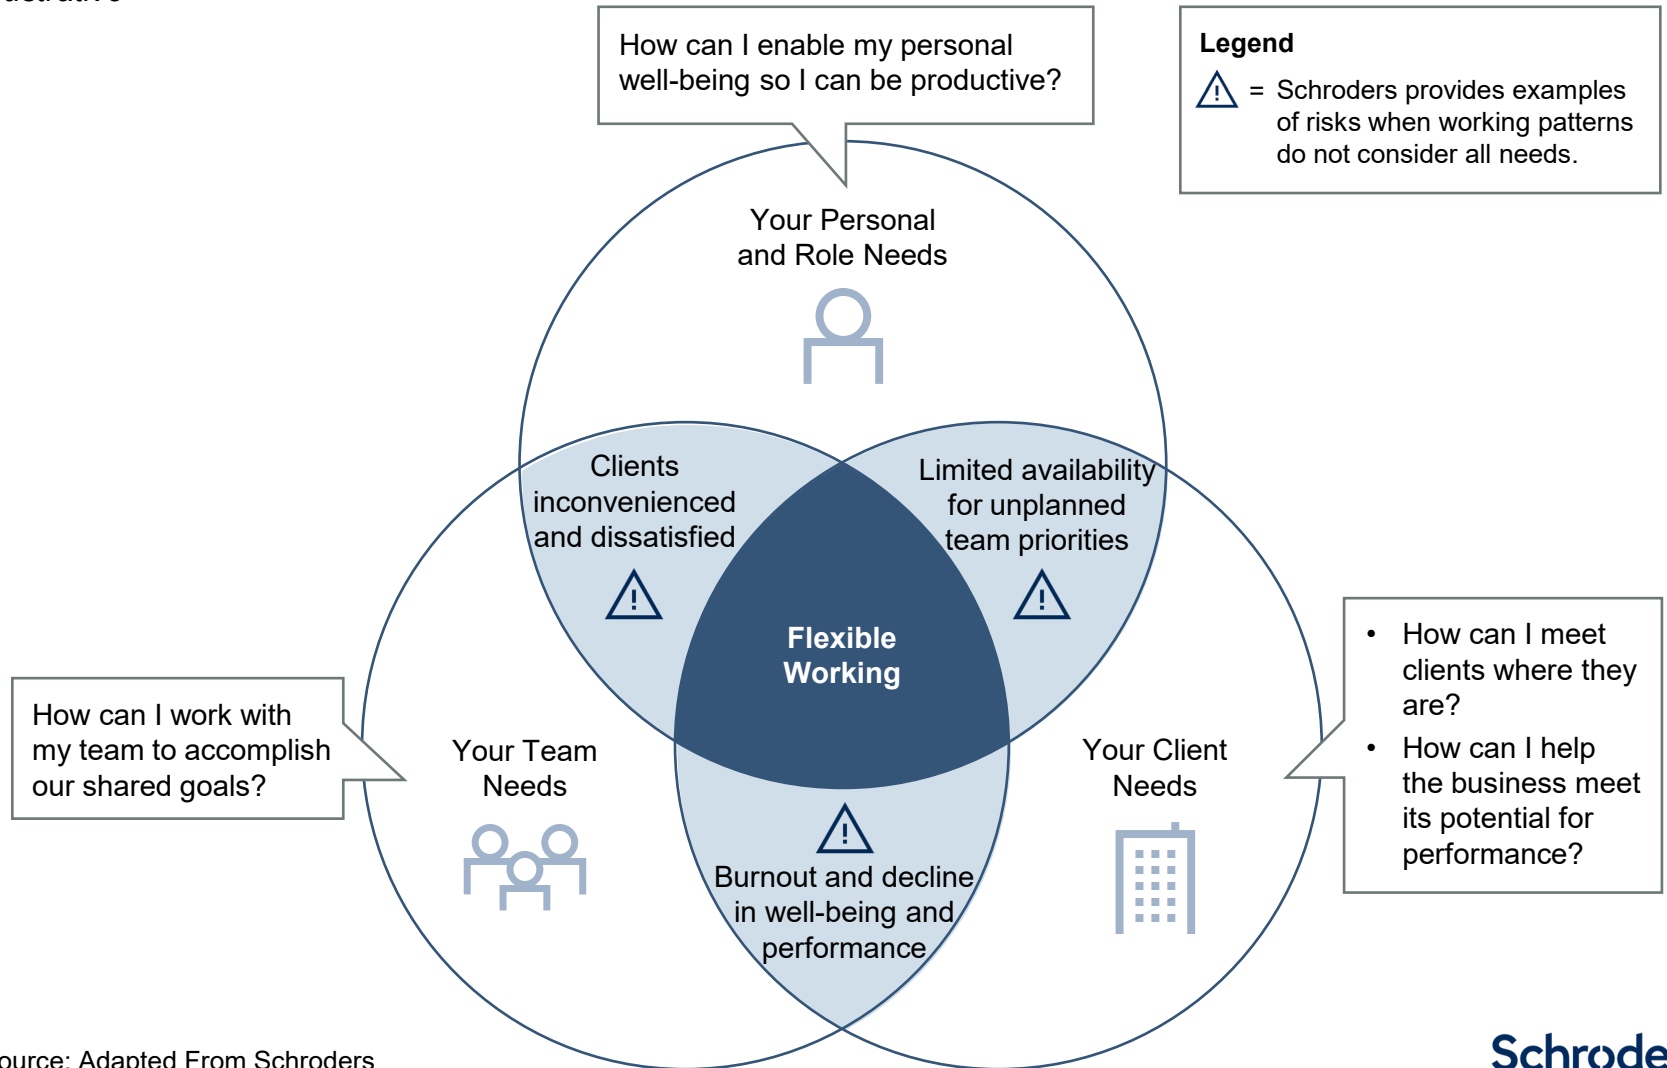 How can I enable my personal
well-being so I can be productive?
Legend
= Schroders provides examples
of risks when working patterns
do not consider all needs.
Your Personal
and Role Needs
Clients
inconvenienced
and dissatisfied
Limited availability
for unplanned
team priorities
Flexible
Working
How can I work with
my team to accomplish
our shared goals?
Your Team
Needs
Your Client
Needs
• How can I meet
clients where they
are?
• How can I help
the business meet
its potential for
performance?
Burnout and decline
in well-being and
performance
ource: Adapted From Schroders
Schrode